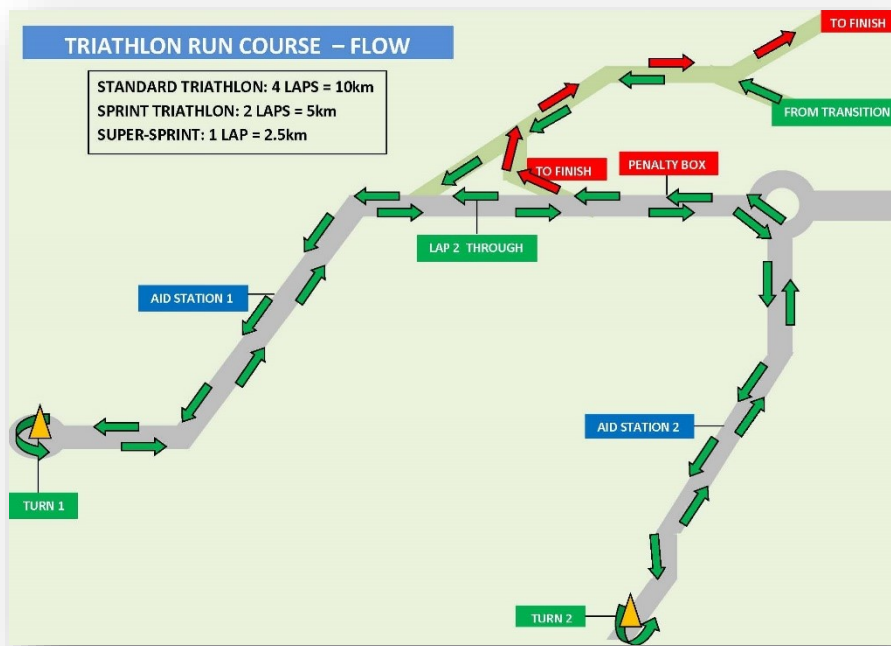 TO FINISH
TRIATHLON RUN COURSE – FLOW
STANDARD TRIATHLON: 4 LAPS = 10km
SPRINT TRIATHLON: 2 LAPS = 5km
SUPER-SPRINT: 1 LAP = 2.5km
FROM TRANSITION
TO FINISH
PENALTY BOX
LAP 2 THROUGH
AID STATION 1
AID STATION 2
TURN 1
TURN 2